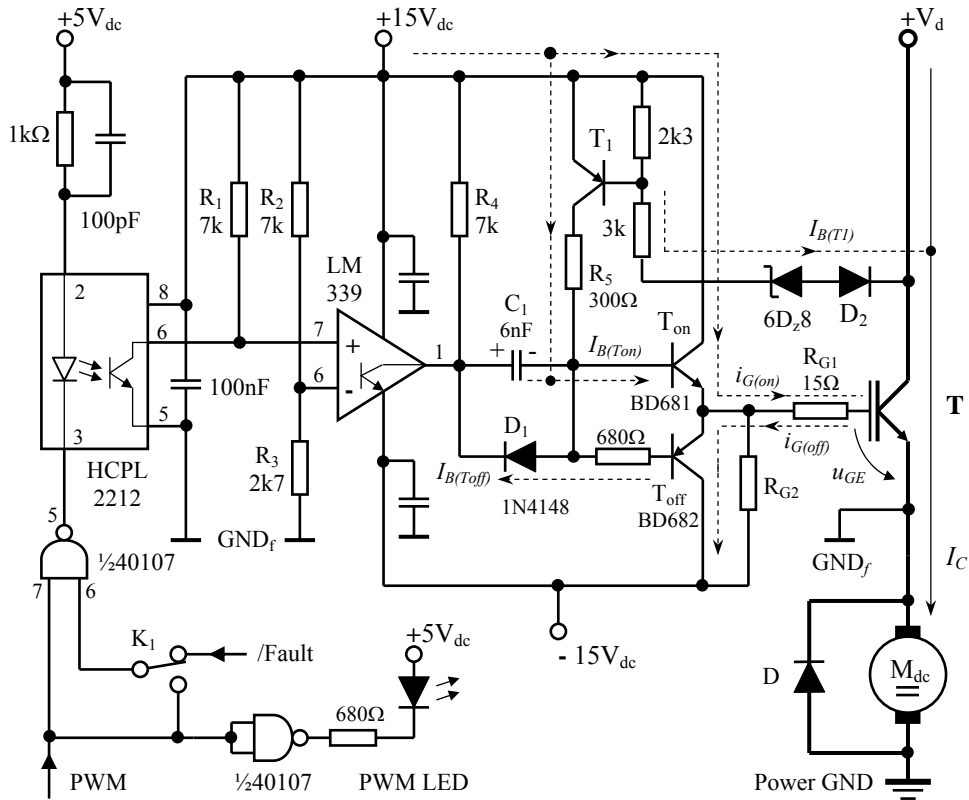 +5Vdc
+15Vdc
+Vd
1kΩ
100pF
R1
7k
R2
7k
R4
7k
T1
2k3
3k
IB(T1)
LM
339
R5
300Ω
6Dz8
D2
2
8
6
7
+
6
-
1
C1
6nF
+
-
IB(Ton)
Ton
BD681
iG(on)
RG1
15Ω
T
100nF
5
3
HCPL
2212
R3
2k7
D1
IB(Toff)
1N4148
680Ω
Toff
BD682
iG(off)
uGE
RG2
GNDf
GNDf
IC
5
½40107
7
6
K1
/Fault
- 15Vdc
+5Vdc
D
Mdc
680Ω
PWM
½40107
PWM LED
Power GND